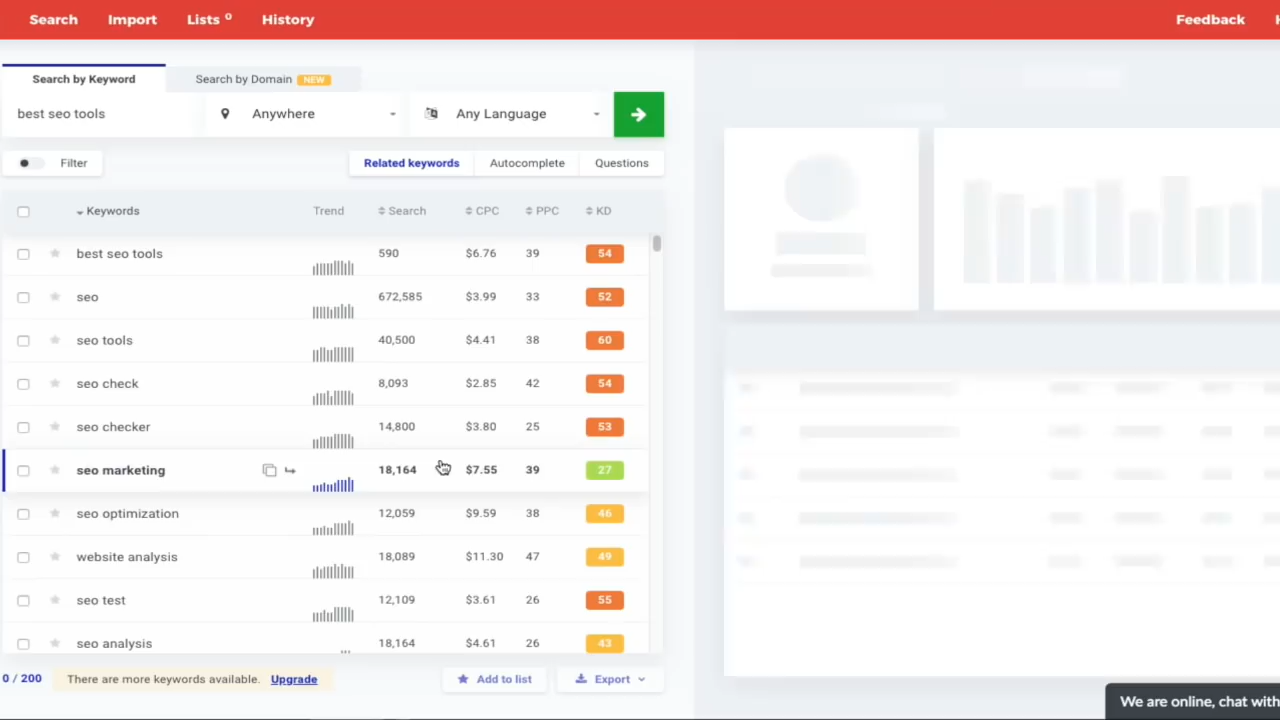 Search Import Lists 0 History Feedback
Search by Keyword Search by Domain NEW
best seo tools Anywhere Any Language
Filter Related keywords Autocomplete Questions
Keywords Trend Search CPC PPC KD
best seo tools 590 $6.76 39 54
seo 672,585 $3.99 33 52
seo tools 40,500 $4.41 38 60
seo check 8,093 $2.85 42 54
seo checker 14,800 $3.80 25 53
seo marketing 18,164 $7.55 39 27
seo optimization 12,059 $9.59 38 46
website analysis 18,089 $11.30 47 49
seo test 12,109 $3.61 26 55
seo analysis 18,164 $4.61 26 43
0 / 200 There are more keywords available. Upgrade Add to list Export
We are online, chat with